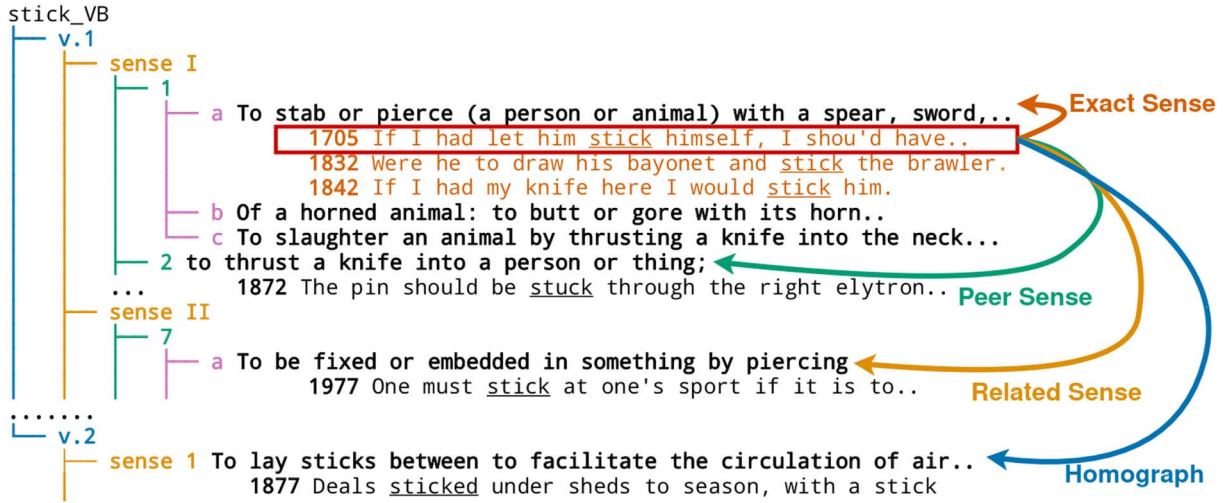 stick_VB
v.1
sense I
1
a To stab or pierce (a person or animal) with a spear, sword,..
Exact Sense
1705 If I had let him stick himself, I shou'd have..
1832 Were he to draw his bayonet and stick the brawler.
1842 If I had my knife here I would stick him.
b Of a horned animal: to butt or gore with its horn..
c To slaughter an animal by thrusting a knife into the neck...
2 to thrust a knife into a person or thing;
... 1872 The pin should be stuck through the right elytron..
Peer Sense
sense II
7
a To be fixed or embedded in something by piercing
1977 One must stick at one's sport if it is to..
Related Sense
.......
v.2
sense 1 To lay sticks between to facilitate the circulation of air..
Homograph
1877 Deals sticked under sheds to season, with a stick